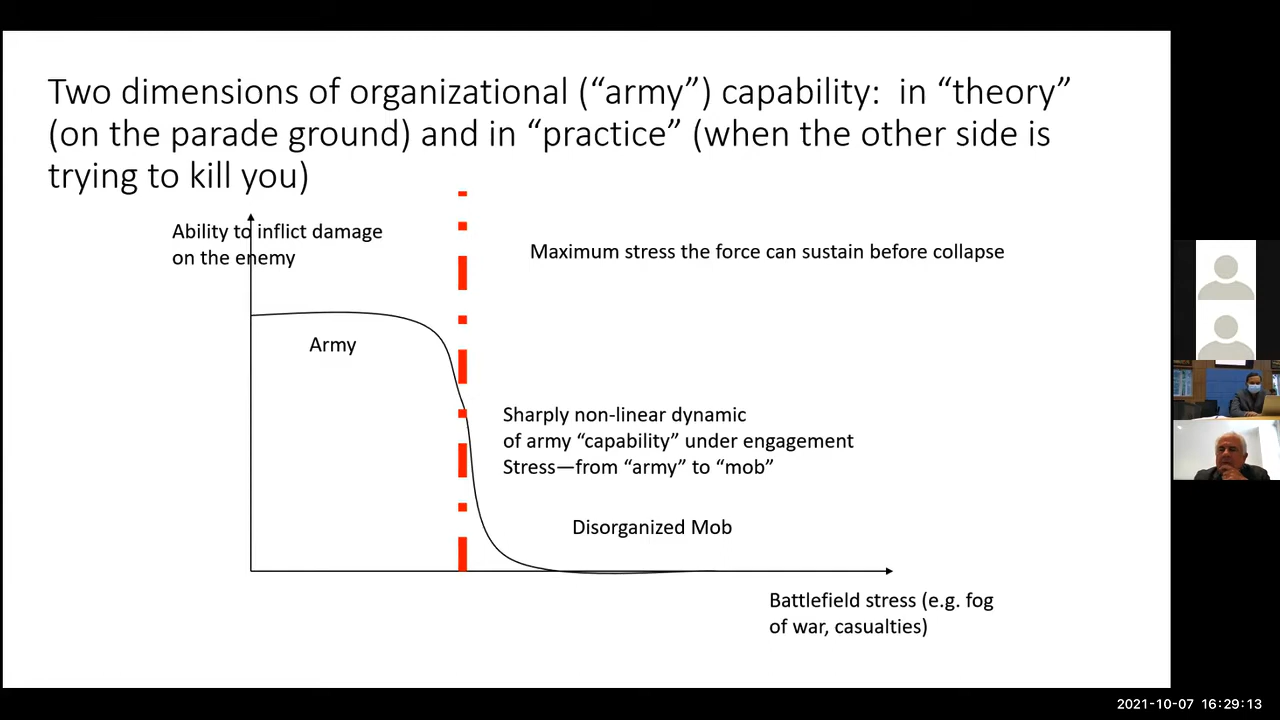 Two dimensions of organizational (“army”) capability:  in “theory”
(on the parade ground) and in “practice” (when the other side is
trying to kill you)
Ability to inflict damage
on the enemy
Maximum stress the force can sustain before collapse
Army
Sharply non-linear dynamic
of army “capability” under engagement
Stress—from “army” to “mob”
Disorganized Mob
Battlefield stress (e.g. fog
of war, casualties)
2021-10-07 16:29:13